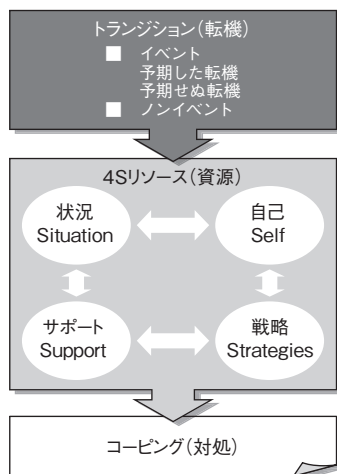 トランジション(転機)
■ イベント
予期した転機
予期せぬ転機
■ ノンイベント
4Sリソース(資源)
状況
Situation
自己
Self
サポート
Support
戦略
Strategies
コーピング(対処)